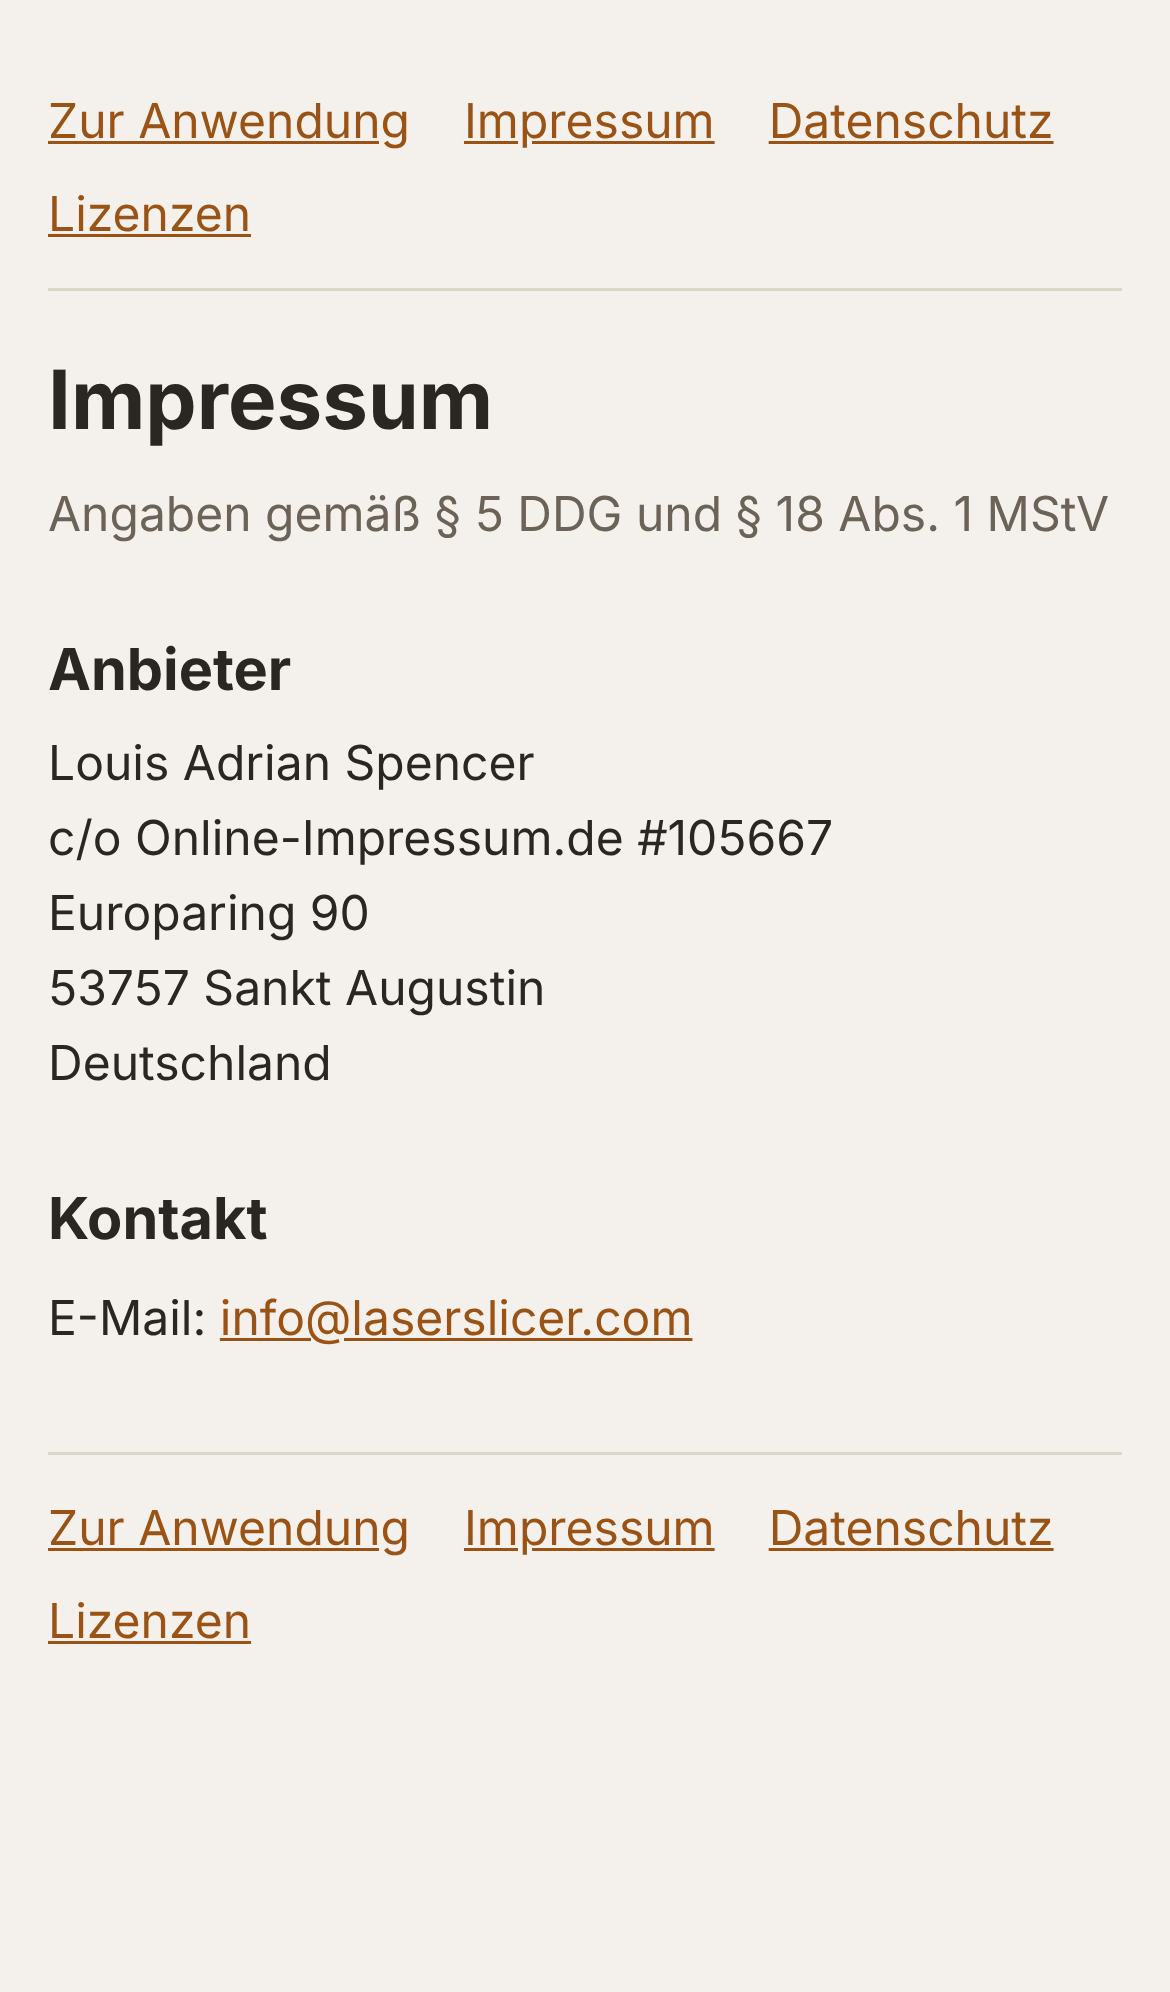 Zur Anwendung Impressum Datenschutz
Lizenzen
Impressum
Angaben gemäß § 5 DDG und § 18 Abs. 1 MStV
Anbieter
Louis Adrian Spencer
c/o Online-Impressum.de #105667
Europaring 90
53757 Sankt Augustin
Deutschland
Kontakt
E-Mail: info@laserslicer.com
Zur Anwendung Impressum Datenschutz
Lizenzen